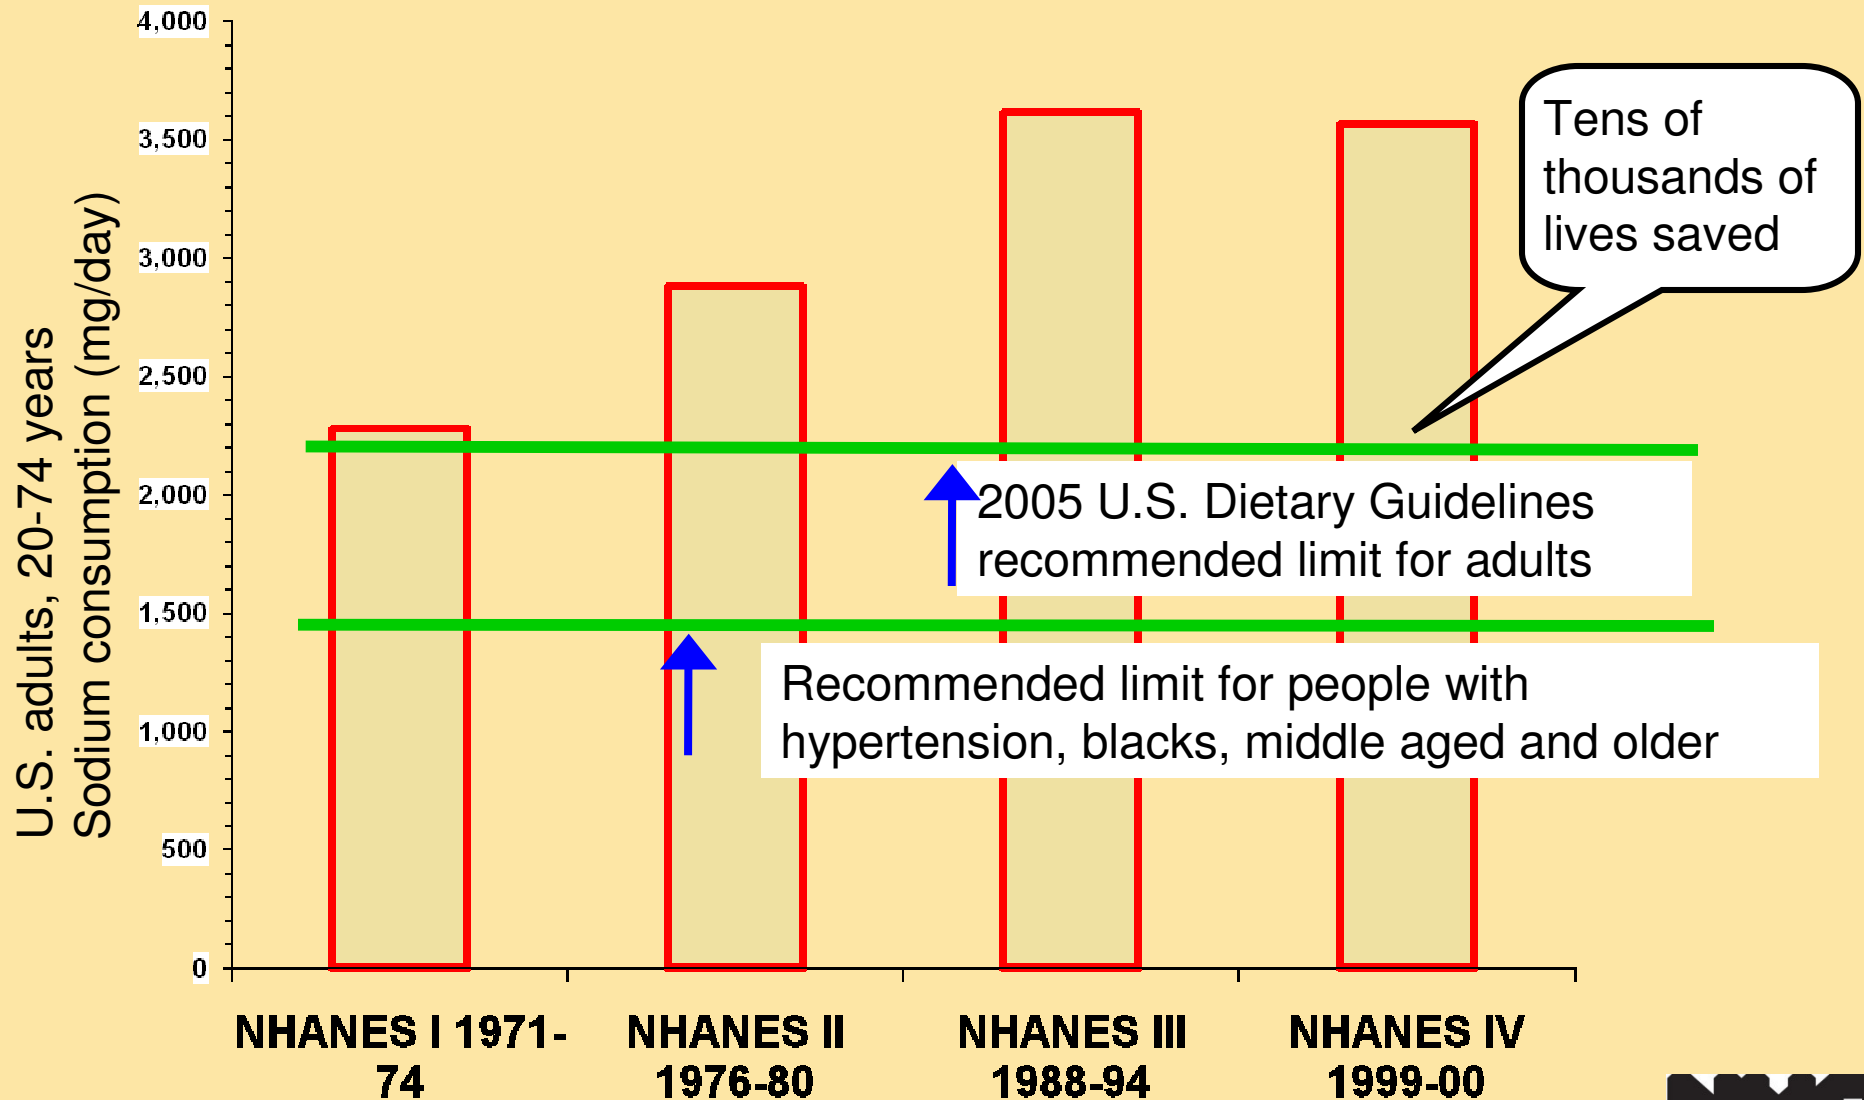 4,000
3,500
3,000
2,500
2,000
1,500
1,000
500
0
U.S. adults, 20-74 years
Sodium consumption (mg/day)
Tens of
thousands of
lives saved
2005 U.S. Dietary Guidelines
recommended limit for adults
Recommended limit for people with
hypertension, blacks, middle aged and older
NHANES I 1971-
74
NHANES II
1976-80
NHANES III
1988-94
NHANES IV
1999-00